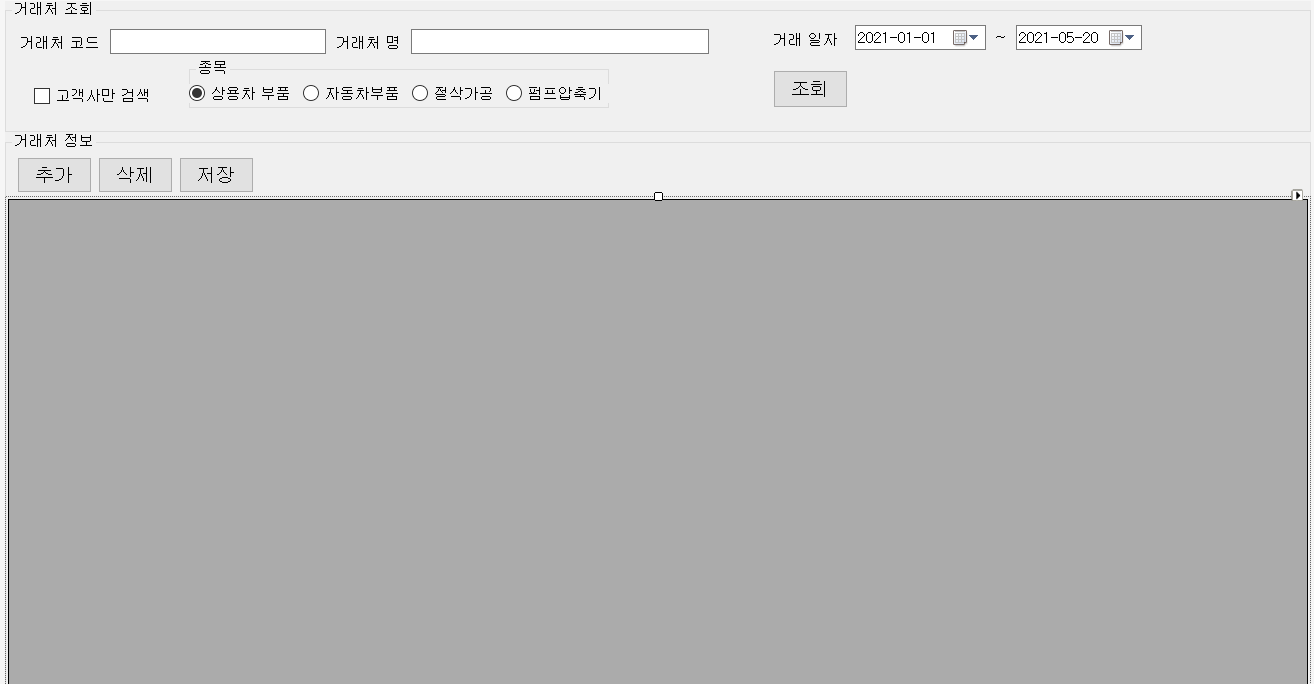 거래처 조회
거래처 코드 거래처 명 거래 일자 2021-01-01 ~ 2021-05-20
종목
고객사만 검색 상용차 부품 자동차부품 절삭가공 펌프압축기 조회
거래처 정보
추가 삭제 저장